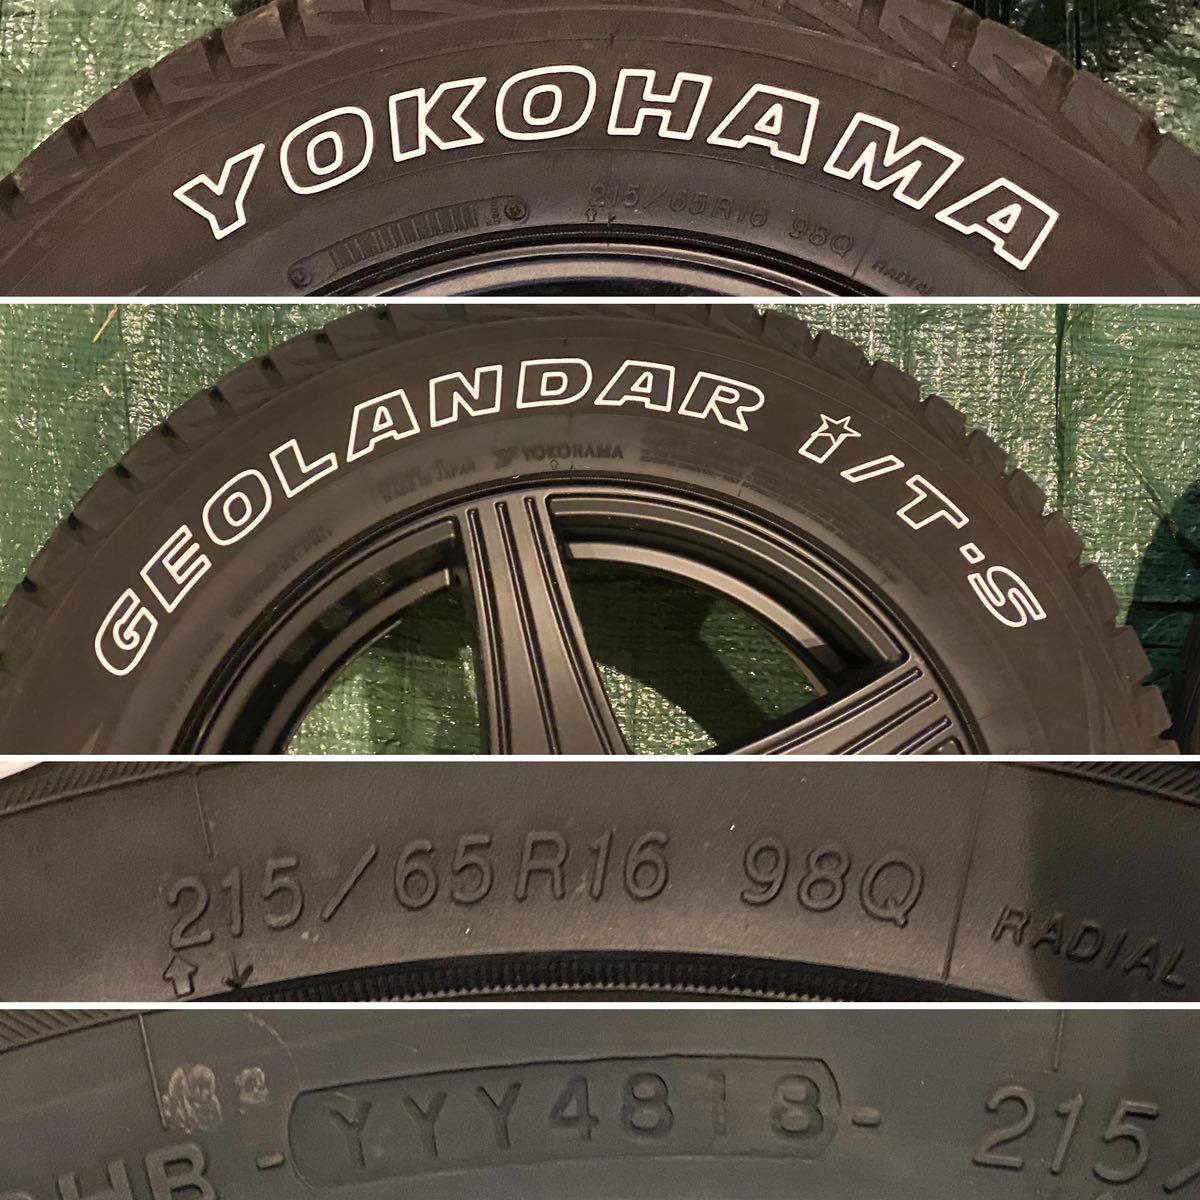 YOKOHAMA
215/65R16 98Q RADIAL
GEOLANDAR I/T·S
YOKOHAMA
215/65R16 98Q RADIAL
HB - YYY4818 - 215/